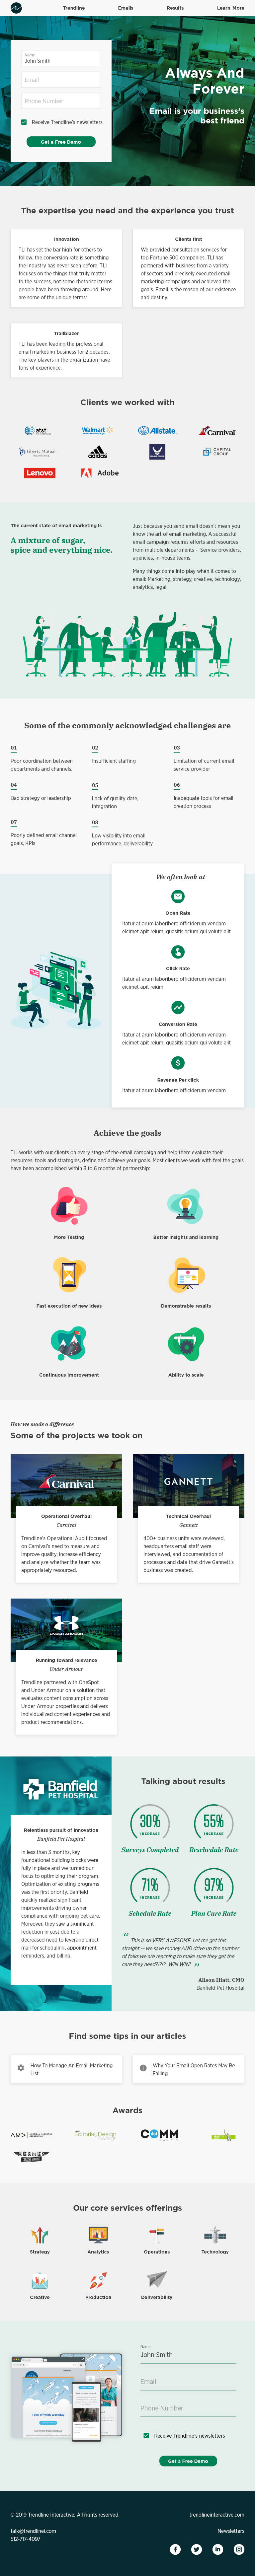 Trendline
Emails
Results
Learn More
Name
John Smith
Email
Phone Number
Receive Trendline's newsletters
Get a Free Demo
Always And
Forever
Email is your business's
best friend
The expertise you need and the experience you trust
Innovation
TLI has set the bar high for others to
follow, the conversion rate is something
the industry has never seen before. TLI
focuses on the things that truly matter
to the success, not some rhetorical terms
people have been throwing around. Here
are some of the unique terms:
Clients first
We provided consultation services for
top Fortune 500 companies. TLI has
partnered with business from a variety
of sectors and precisely executed email
marketing campaigns and achieved the
goals. Email is the reason of our existence
and destiny.
Trailblazer
TLI has been leading the professional
email marketing business for 2 decades.
The key players in the organization have
tons of experience.
Clients we worked with
at&t
Walmart
Allstate.
Carnival
Liberty Mutual
INSURANCE
adidas
CAPITAL
GROUP
Lenovo
Adobe
The current state of email marketing is
A mixture of sugar,
spice and everything nice.
Just because you send email doesn't mean you
know the art of email marketing. A successful
email campaign requires efforts and resources
from multiple departments - Service providers,
agencies, in-house teams.
Many things come into play when it comes to
email: Marketing, strategy, creative, technology,
analytics, legal
Some of the commonly acknowledged challenges are
01
Poor coordination between
departments and channels,
02
Insufficient staffing
03
Limitation of current email
service provider
04
Bad strategy or leadership
05
Lack of quality date,
integration
06
Inadequate tools for email
creation process
07
Poorly defined email channel
goals, KPIs
08
Low visibility into email
performance, deliverability
We often look at
Open Rate
Itatur at arum laboribero officiderum vendam
eicimet apit reium, quasitis acium qui volute alit
Click Rate
Itatur at arum laboribero officiderum vendam
eicimet apit reium
Conversion Rate
Itatur at arum laboribero officiderum vendam
eicimet apit reium, quasitis acium qui volute alit
Revenue Per click
Itatur at arum laboribero officiderum vendam
Achieve the goals
TLI works with our clients on every stage of the email campaign and help them evaluate their
resources, tools and strategies, define and achieve your goals. Most clients we work with feel the goals
have been accomplished within 3 to 6 months of partnership:
More Testing
Better insights and learning
Fast execution of new ideas
Demonstrable results
Continuous improvement
Ability to scale
How we made a difference
Some of the projects we took on
Carnival
Operational Overhaul
Carnival
Trendline's Operational Audit focused
on Carnival's need to measure and
improve quality, increase efficiency
and analyze whether the team was
appropriately resourced.
GANNETT
Technical Overhaul
Gannett
400+ business units were reviewed,
headquarters email staff were
interviewed, and documentation of
processes and data that drive Gannett's
business was created.
UNDER ARMOUR
Running toward relevance
Under Armour
Trendline partnered with OneSpot
and Under Armour on a solution that
evaluates content consumption across
Under Armour properties and delivers
individualized content experiences and
product recommendations.
Banfield
PET HOSPITAL
Relentless pursuit of innovation
Banfield Pet Hospital
In less than 3 months, key
foundational building blocks were
fully in place and we turned our
focus to optimizing their program.
Optimization of existing programs
was the first priority. Banfield
quickly realized significant
improvements driving owner
compliance with ongoing pet care.
Moreover, they saw a significant
reduction in cost due to a
decreased need to leverage direct
mail for scheduling, appointment
reminders, and billing.
Talking about results
30%
INCREASE
Surveys Completed
55%
INCREASE
Reschedule Rate
71%
INCREASE
Schedule Rate
97%
INCREASE
Plan Care Rate
“ This is so VERY AWESOME. Let me get this
straight — we save money AND drive up the number
of folks we are reaching to make sure they get the
care they need?!?!? WIN WIN! ”
Alison Hiatt, CMO
Banfield Pet Hospital
Find some tips in our articles
How To Manage An Email Marketing
List
Why Your Email Open Rates May Be
Failing
Awards
Our core services offerings
Strategy
Analytics
Operations
Technology
Creative
Production
Deliverability
Name
John Smith
Email
Phone Number
Receive Trendline's newsletters
Get a Free Demo
© 2019 Trendline Interactive. All rights reserved.
trendlineinteractive.com
talk@trendlinei.com
512-717-4097
Newsletters